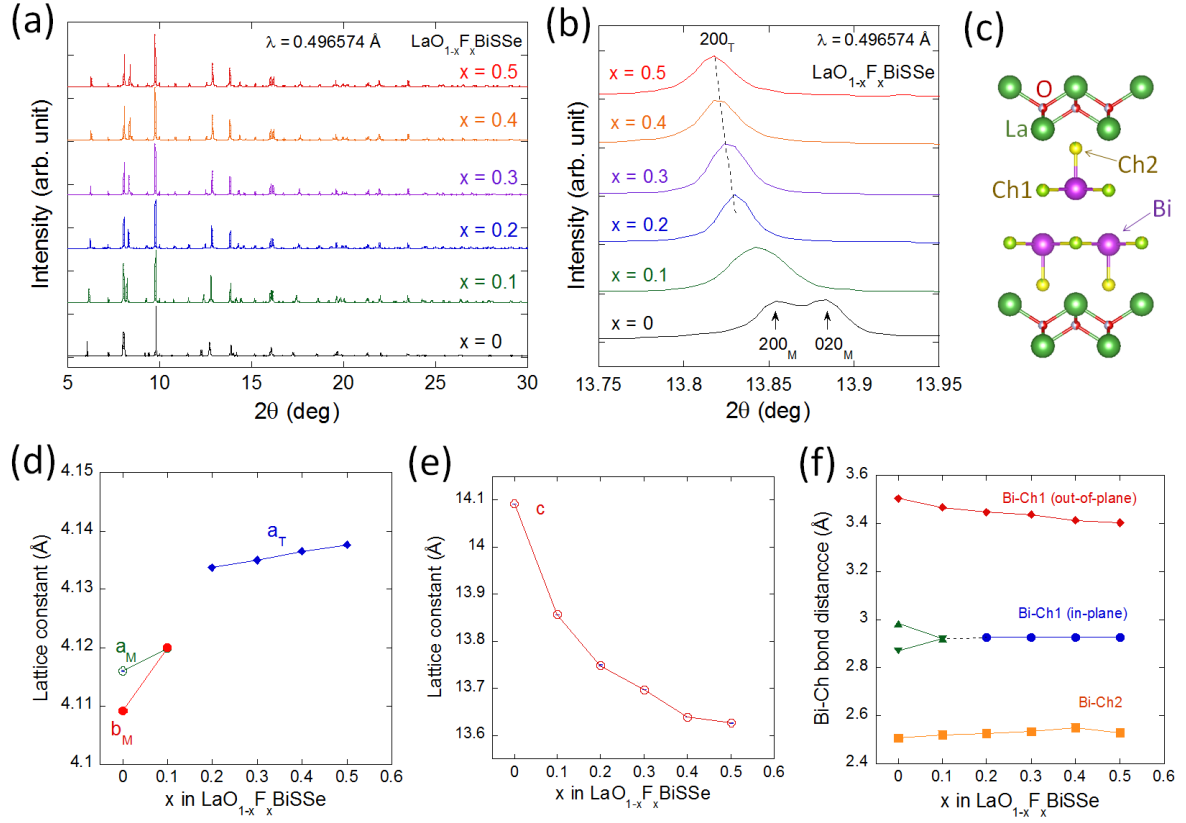 (a)
λ = 0.496574 Å
LaO1-xFxBiSSe
x = 0.5
x = 0.4
x = 0.3
x = 0.2
x = 0.1
x = 0
Intensity (arb. unit)
5 10 15 20 25 30
2θ (deg)
(b)
200T
λ = 0.496574 Å
LaO1-xFxBiSSe
x = 0.5
x = 0.4
x = 0.3
x = 0.2
x = 0.1
x = 0
200M
020M
Intensity (arb. unit)
13.75 13.8 13.85 13.9 13.95
2θ (deg)
(c)
O
La
Ch2
Ch1
Bi
(d)
4.15
4.14
4.13
4.120
4.11
4.1
Lattice constant (Å)
aT
aM
bM
0 0.1 0.2 0.3 0.4 0.5 0.6
x in LaO1-xFxBiSSe
(e)
14.1
14
13.9
13.8
13.7
13.6
Lattice constant (Å)
c
0 0.1 0.2 0.3 0.4 0.5 0.6
x in LaO1-xFxBiSSe
(f)
3.6
3.4
3.2
3
2.8
2.6
2.4
Bi-Ch bond distancce (Å)
Bi-Ch1 (out-of-plane)
Bi-Ch1 (in-plane)
Bi-Ch2
0 0.1 0.2 0.3 0.4 0.5 0.6
x in LaO1-xFxBiSSe